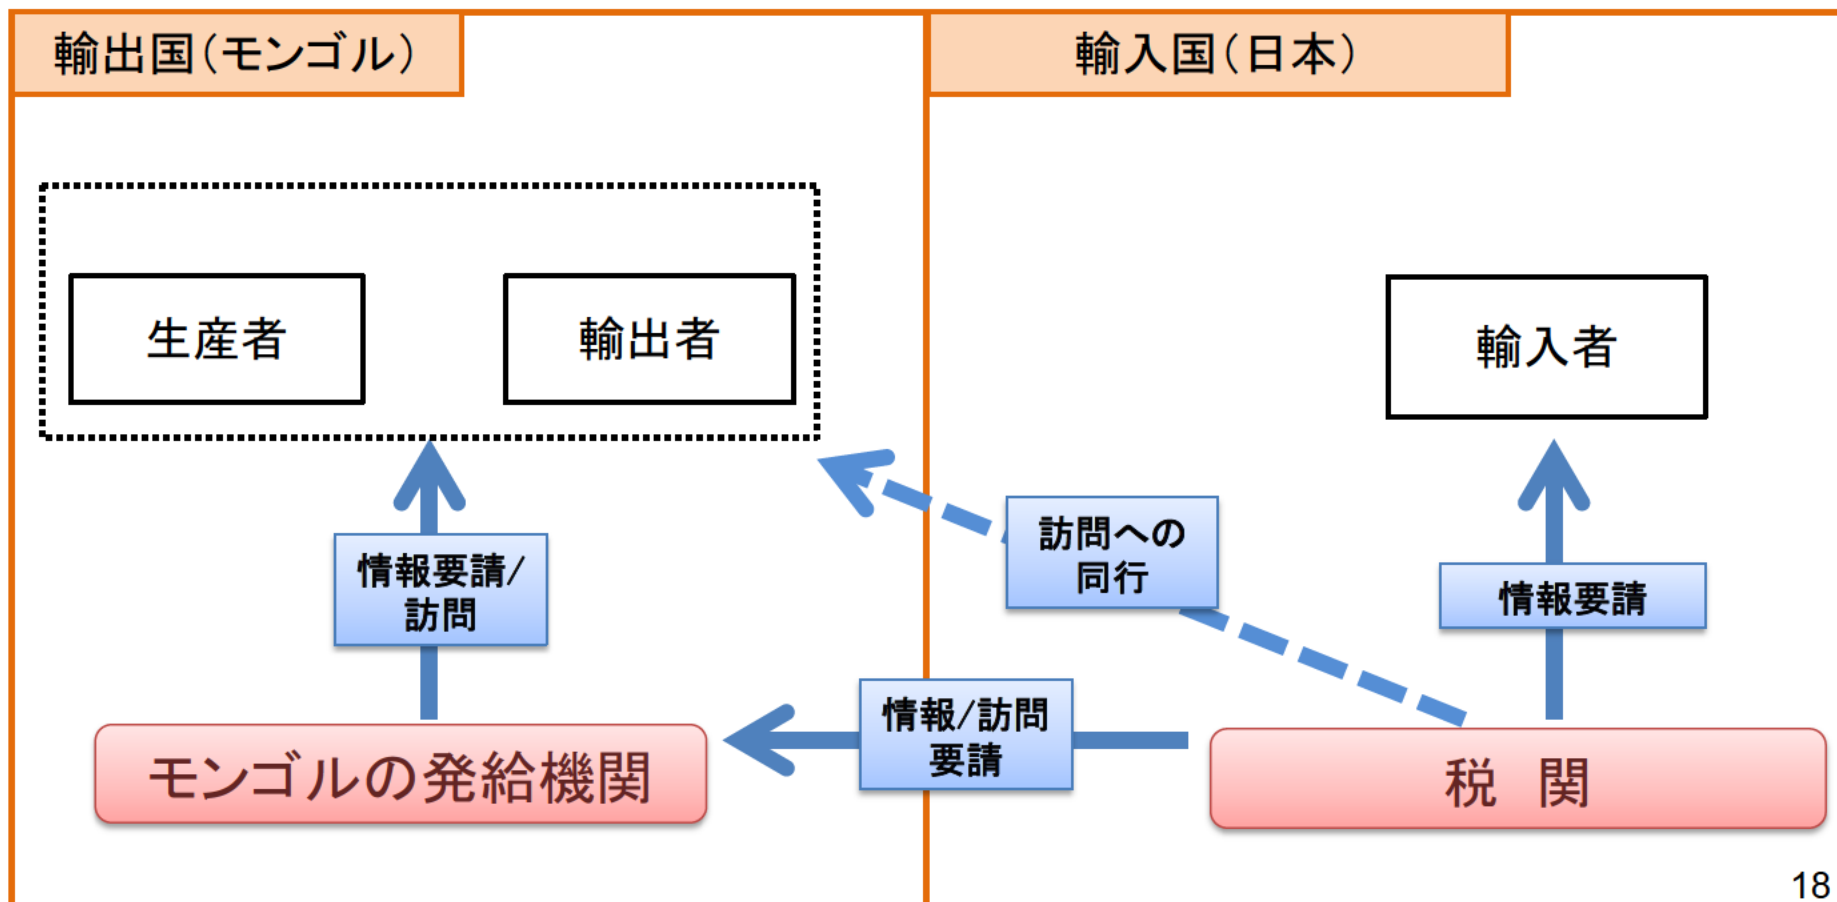 輸出国(モンゴル)
輸入国(日本)
生産者
輸出者
輸入者
情報要請/
訪問
訪問への
同行
情報要請
情報/訪問
要請
モンゴルの発給機関
税　関
18